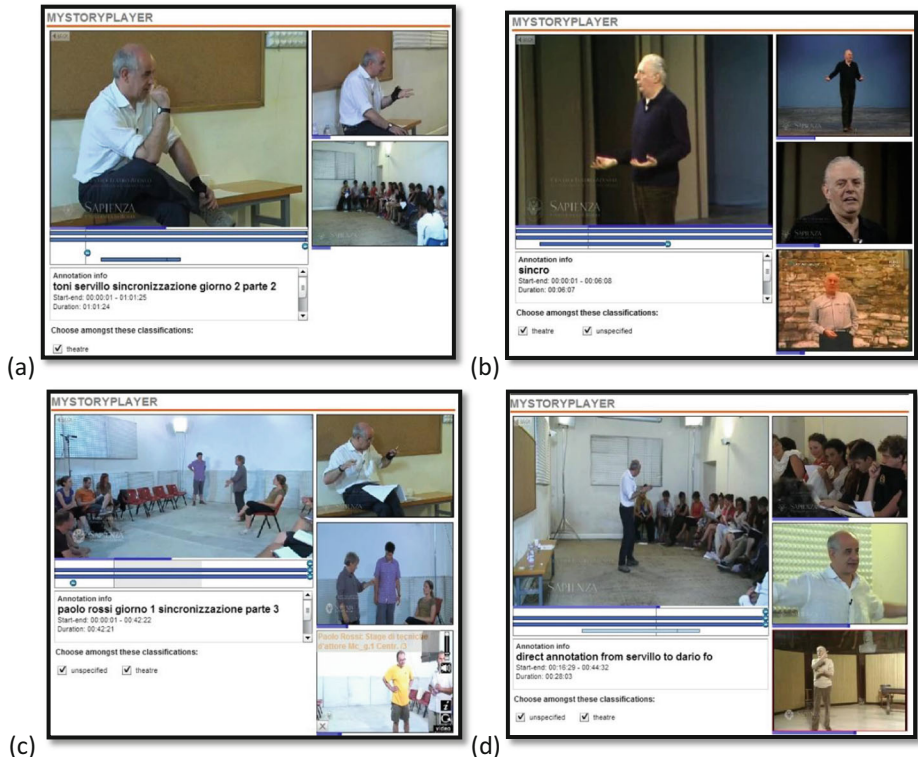 MYSTORYPLAYER
SAPIENZA
Annotation info
toni servillo sincronizzazione giorno 2 parte 2
Start-end: 00:00:01 - 01:01:25
Duration: 01:01:24
Choose amongst these classifications:
theatre
(a)
MYSTORYPLAYER
SAPIENZA
Annotation info
sincro
Start-end: 00:00:01 - 00:06:08
Duration: 00:06:07
Choose amongst these classifications:
theatre unspecified
(b)
MYSTORYPLAYER
Paolo Rossi: Stage di tecniche
d'attore Mc_g.1 Centr.
Annotation info
paolo rossi giorno 1 sincronizzazione parte 3
Start-end: 00:00:01 - 00:42:22
Duration: 00:42:21
Choose amongst these classifications:
unspecified theatre
video
(c)
MYSTORYPLAYER
Annotation info
direct annotation from servillo to dario fo
Start-end: 00:16:29 - 00:44:32
Duration: 00:28:03
Choose amongst these classifications:
unspecified theatre
(d)